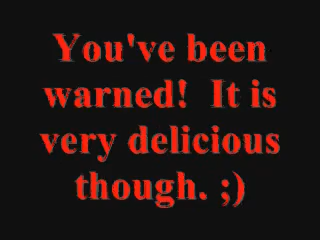 You've been
warned!  It is
very delicious
though. ;)